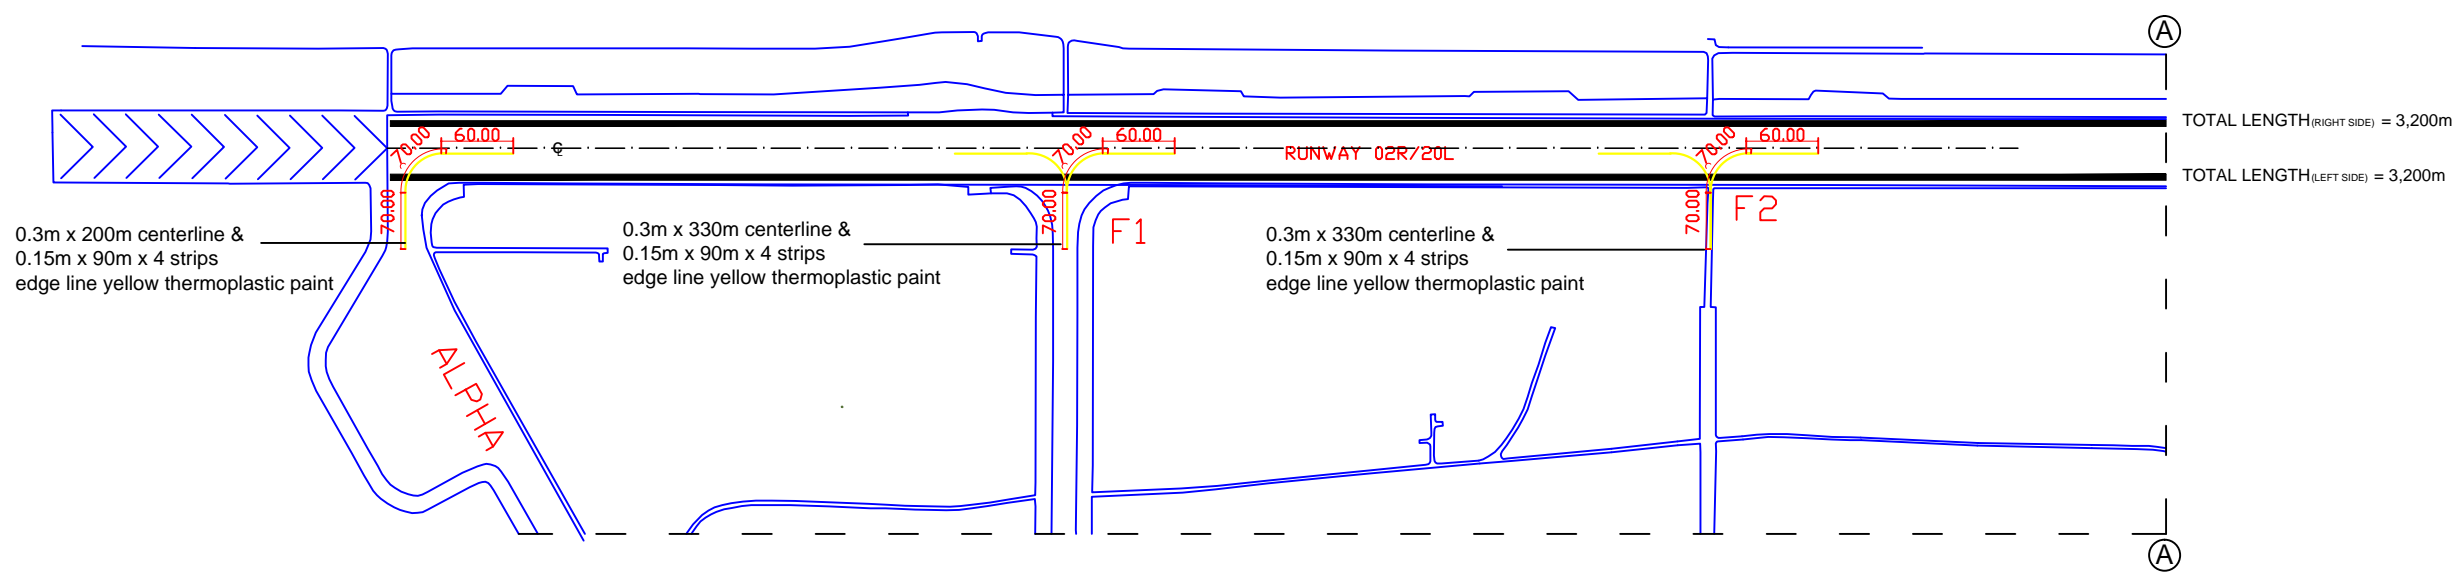 A
TOTAL LENGTH(RIGHT SIDE) = 3,200m
70.00
60.00
℄
70.00
60.00
RUNWAY 02R/20L
70.00
60.00
TOTAL LENGTH(LEFT SIDE) = 3,200m
70.00
70.00
70.00
F1
F2
0.3m x 200m centerline &
0.15m x 90m x 4 strips
edge line yellow thermoplastic paint
0.3m x 330m centerline &
0.15m x 90m x 4 strips
edge line yellow thermoplastic paint
0.3m x 330m centerline &
0.15m x 90m x 4 strips
edge line yellow thermoplastic paint
ALPHA
A